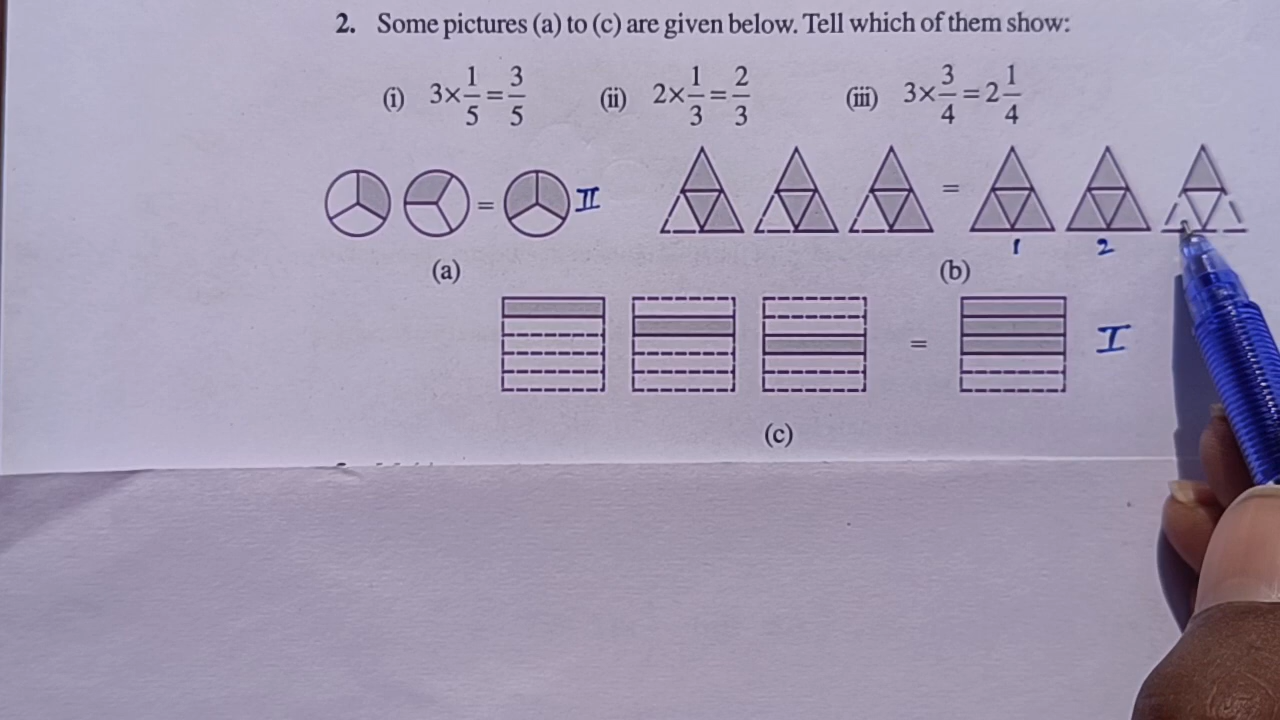 2. Some pictures (a) to (c) are given below. Tell which of them show:
(i) 3×1/5=3/5 (ii) 2×1/3=2/3 (iii) 3×3/4=2 1/4
= II =
1 2
(a) (b)
= I
(c)